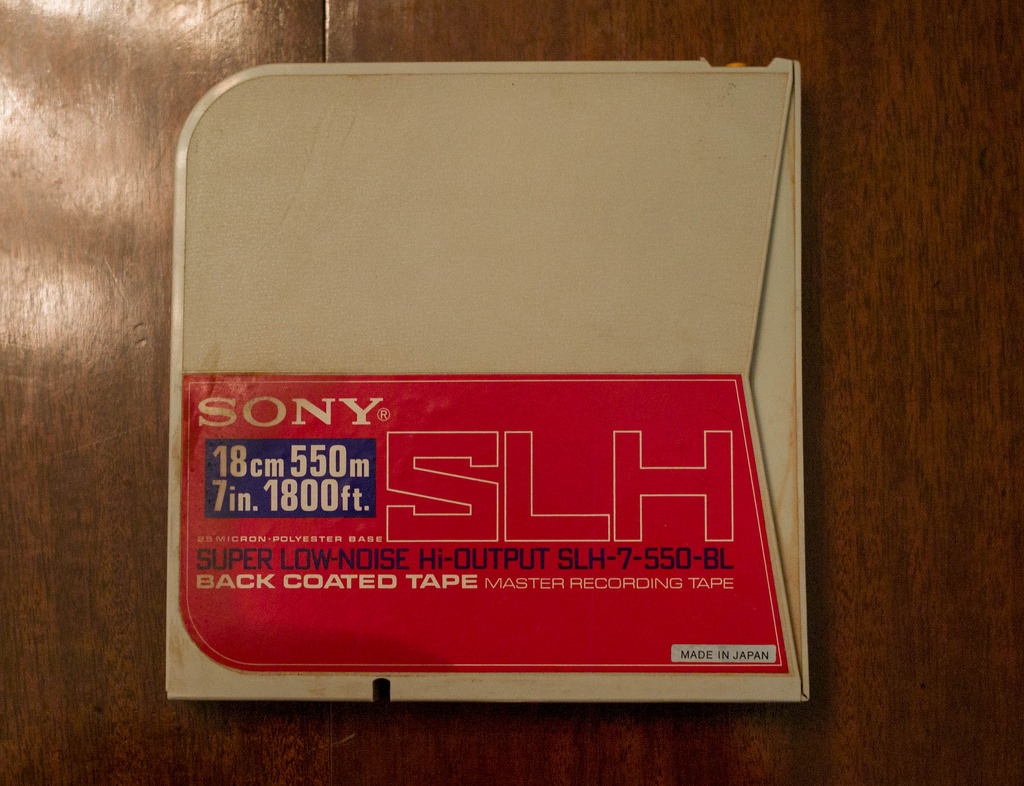 SONY®
18cm 550m
7in. 1800ft.
SLH
25 MICRON·POLYESTER BASE
SUPER LOW-NOISE Hi-OUTPUT SLH-7-550-BL
BACK COATED TAPE MASTER RECORDING TAPE
MADE IN JAPAN